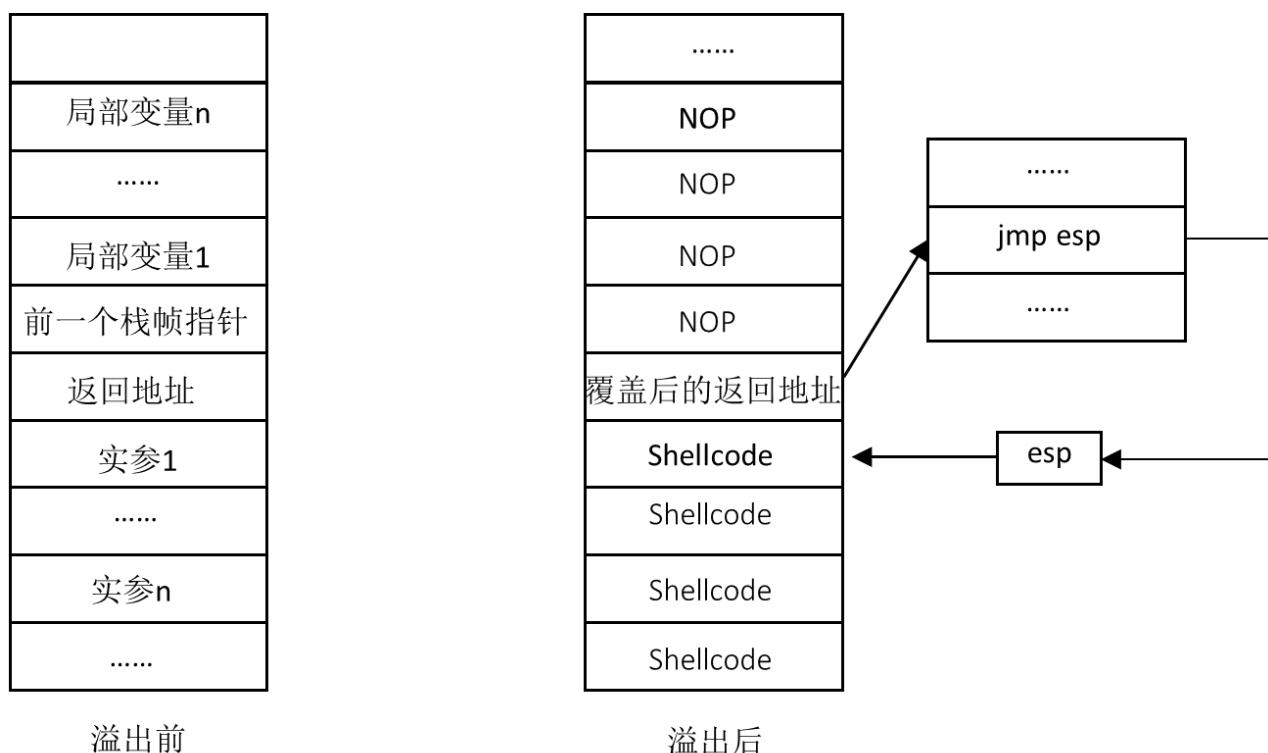 局部变量n
……
局部变量1
前一个栈帧指针
返回地址
实参1
……
实参n
……
溢出前
……
NOP
NOP
NOP
NOP
覆盖后的返回地址
Shellcode
Shellcode
Shellcode
Shellcode
溢出后
……
jmp esp
……
esp